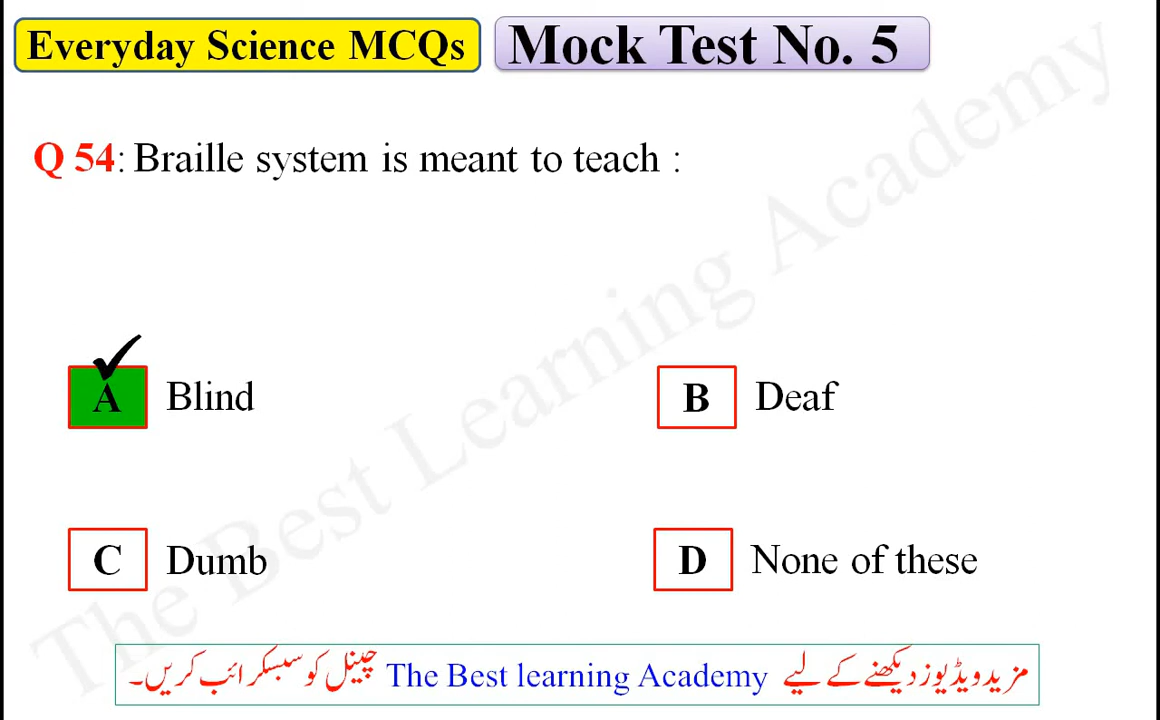 Everyday Science MCQs Mock Test No. 5
Q 54: Braille system is meant to teach :
A Blind
B Deaf
C Dumb
D None of these
مزید ویڈیوز دیکھنے کے لیے The Best learning Academy چینل کو سبسکرائب کریں۔
The Best Learning Academy